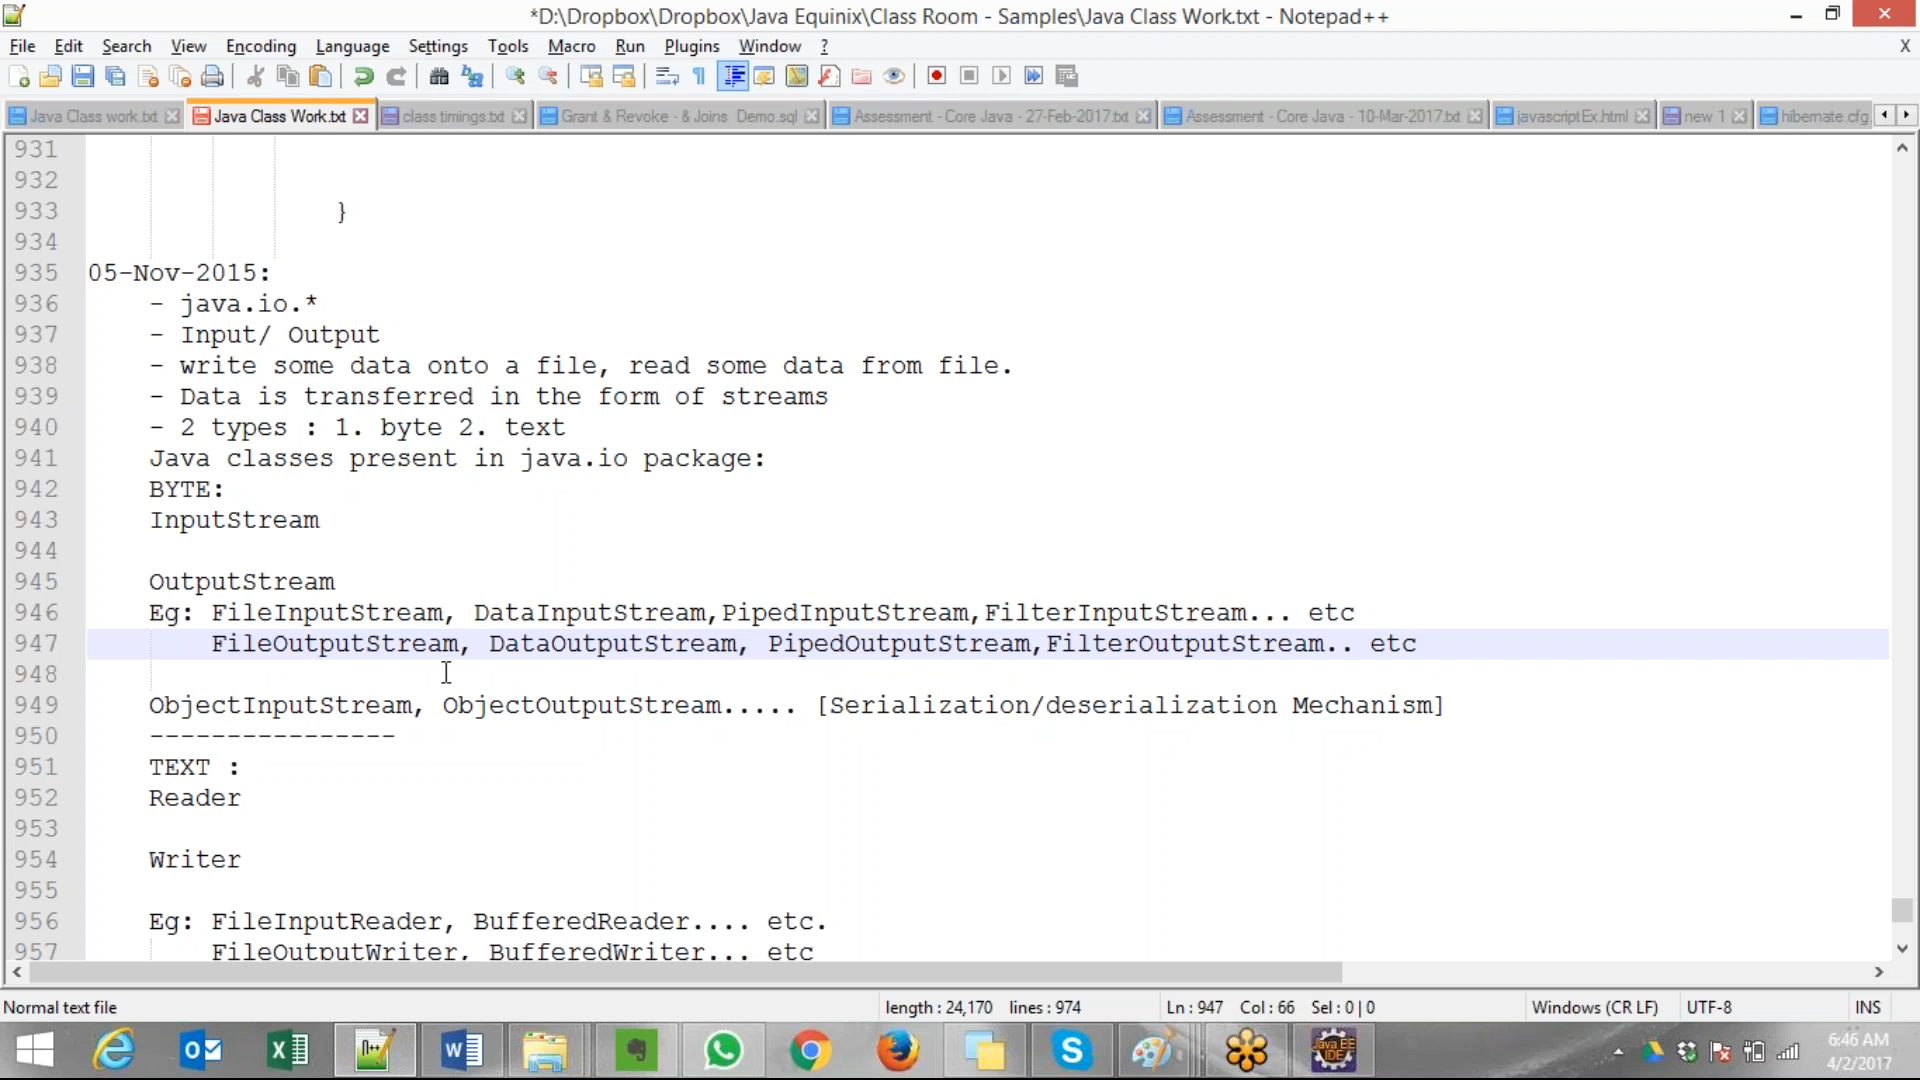 *D:\Dropbox\Dropbox\Java Equinix\Class Room - Samples\Java Class Work.txt - Notepad++
File Edit Search View Encoding Language Settings Tools Macro Run Plugins Window ? X
Java Class work.txt Java Class Work.txt class timings.txt Grant & Revoke - & Joins Demo.sql Assessment - Core Java - 27-Feb-2017.txt Assessment - Core Java - 10-Mar-2017.txt javascriptEx.html new 1 hibernate.cfg
931
932
933 }
934
935 05-Nov-2015:
936 - java.io.*
937 - Input/ Output
938 - write some data onto a file, read some data from file.
939 - Data is transferred in the form of streams
940 - 2 types : 1. byte 2. text
941 Java classes present in java.io package:
942 BYTE:
943 InputStream
944
945 OutputStream
946 Eg: FileInputStream, DataInputStream,PipedInputStream,FilterInputStream... etc
947 FileOutputStream, DataOutputStream, PipedOutputStream,FilterOutputStream.. etc
948
949 ObjectInputStream, ObjectOutputStream..... [Serialization/deserialization Mechanism]
950 ----------------
951 TEXT :
952 Reader
953
954 Writer
955
956 Eg: FileInputReader, BufferedReader.... etc.
957 FileOutputWriter, BufferedWriter... etc
Normal text file length : 24,170 lines : 974 Ln : 947 Col : 66 Sel : 0 | 0 Windows (CR LF) UTF-8 INS
6:46 AM
4/2/2017